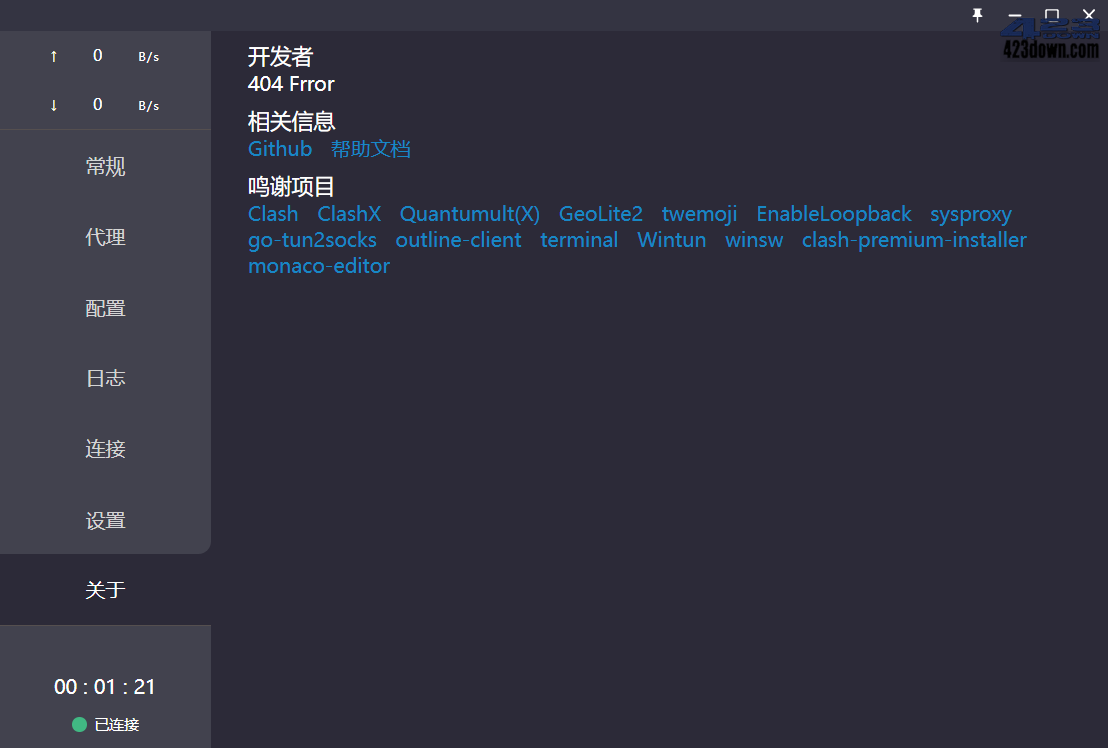 ↑ 0 B/s
↓ 0 B/s
常规
代理
配置
日志
连接
设置
关于
00 : 01 : 21
已连接
423down.com
开发者
404 Frror
相关信息
Github 帮助文档
鸣谢项目
Clash ClashX Quantumult(X) GeoLite2 twemoji EnableLoopback sysproxy
go-tun2socks outline-client terminal Wintun winsw clash-premium-installer
monaco-editor